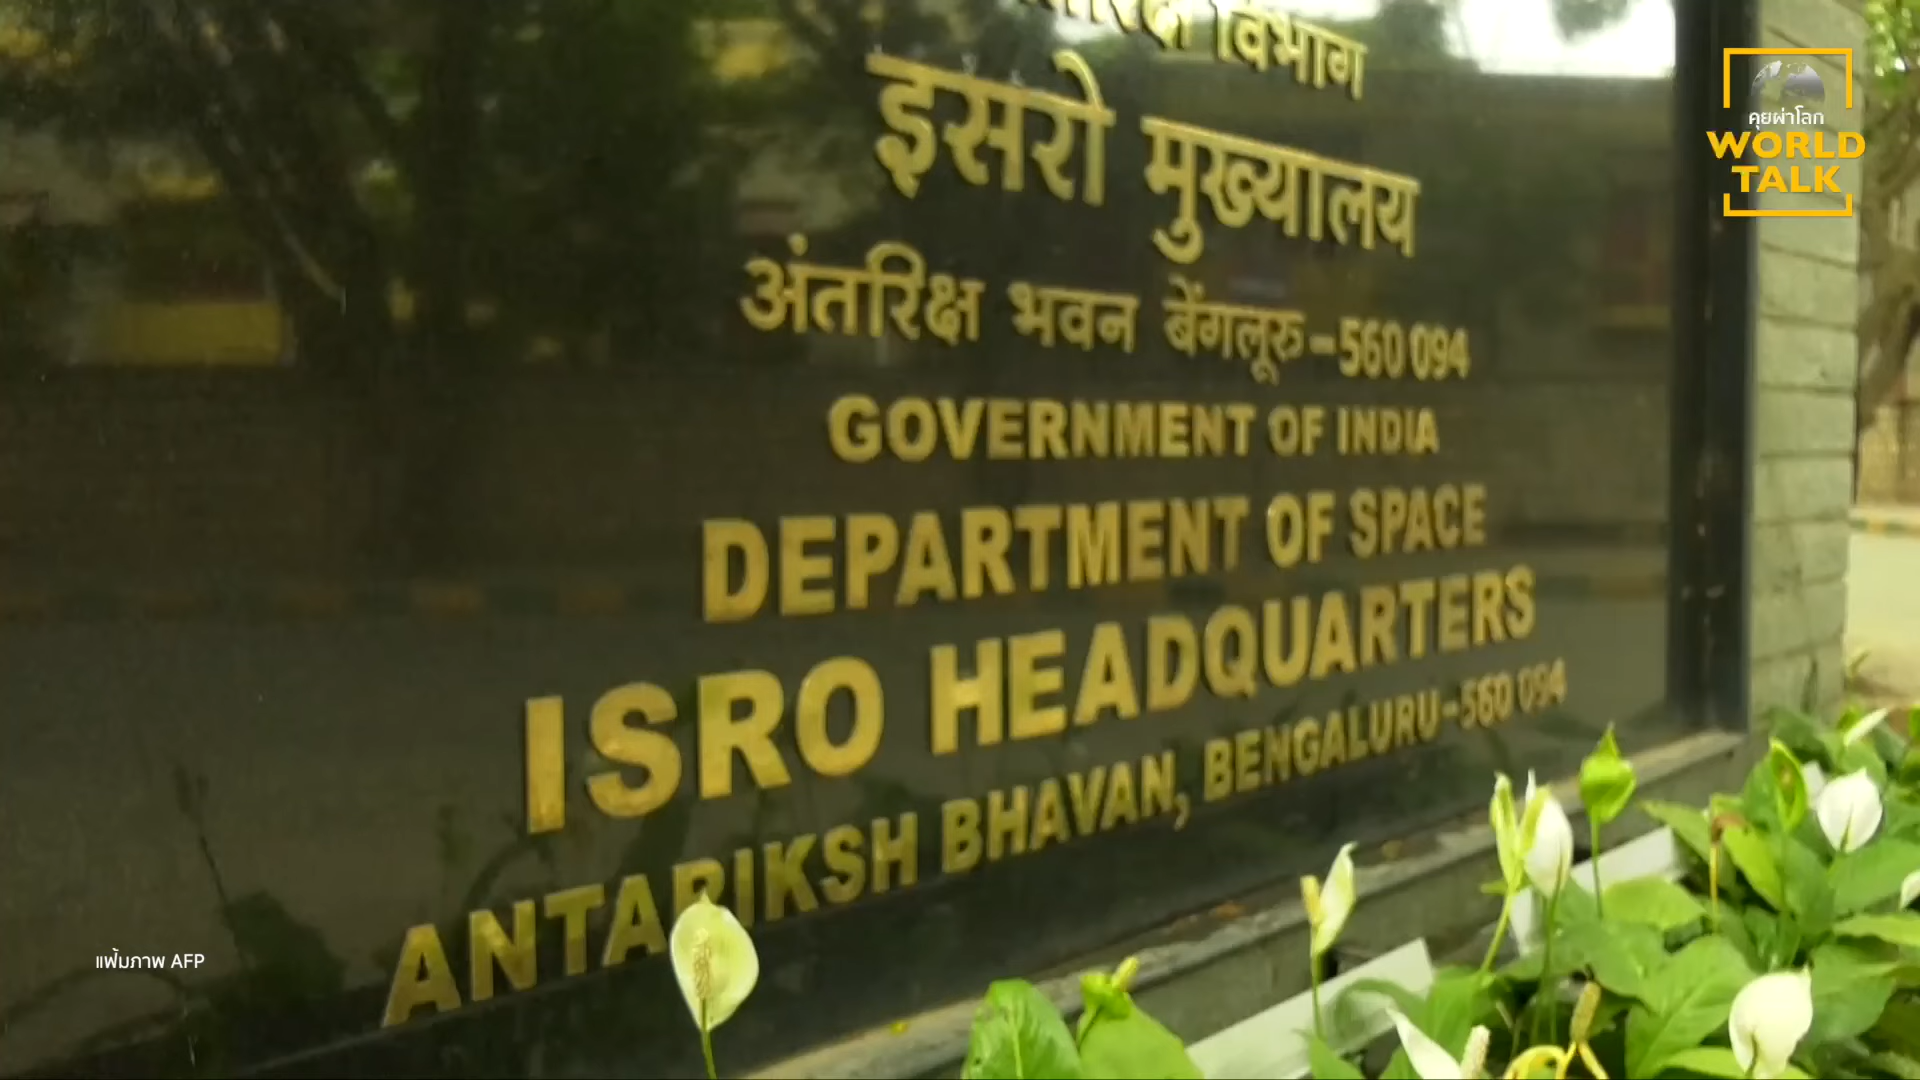 विभाग
इसरो मुख्यालय
अंतरिक्ष भवन बेंगलूरु-560 094
GOVERNMENT OF INDIA
DEPARTMENT OF SPACE
ISRO HEADQUARTERS
ANTARIKSH BHAVAN, BENGALURU-560 094
คุยผ่าโลก
WORLD
TALK
แฟ้มภาพ AFP